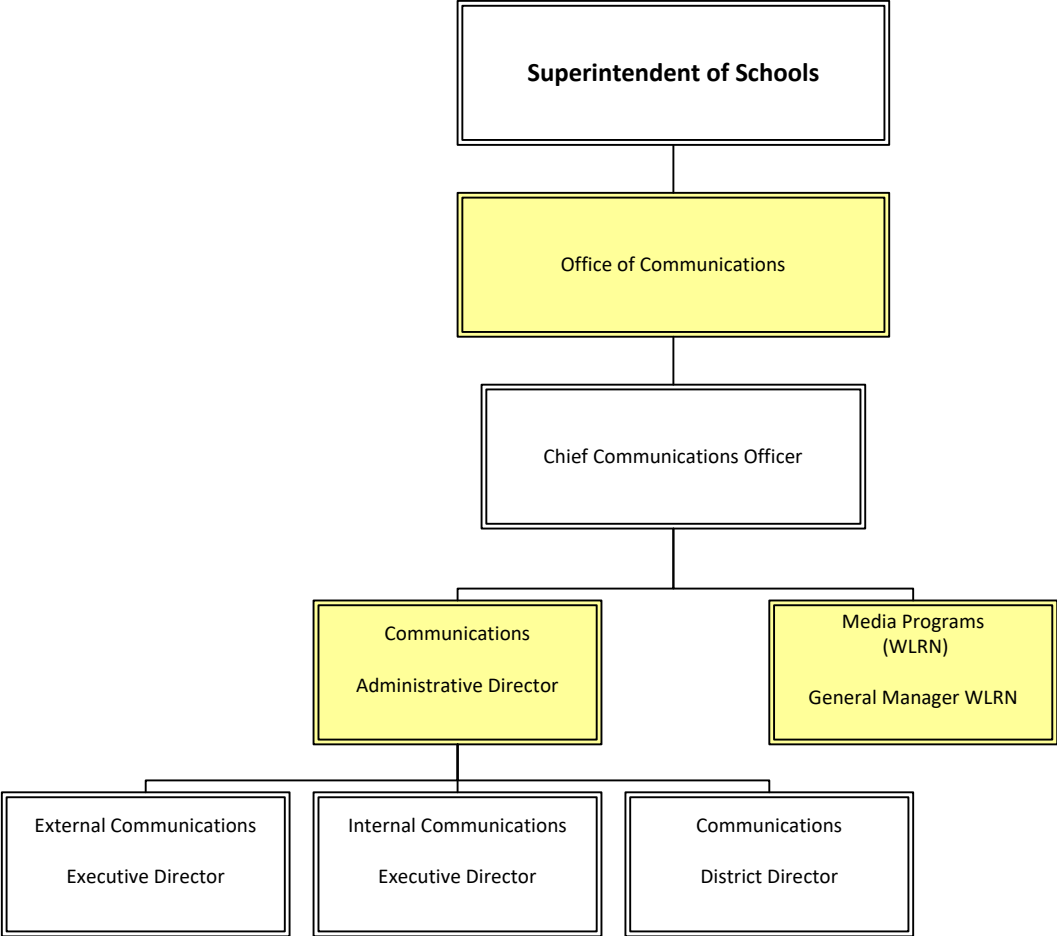 Superintendent of Schools
Office of Communications
Chief Communications Officer
Communications
Administrative Director
Media Programs
(WLRN)
General Manager WLRN
External Communications
Executive Director
Internal Communications
Executive Director
Communications
District Director